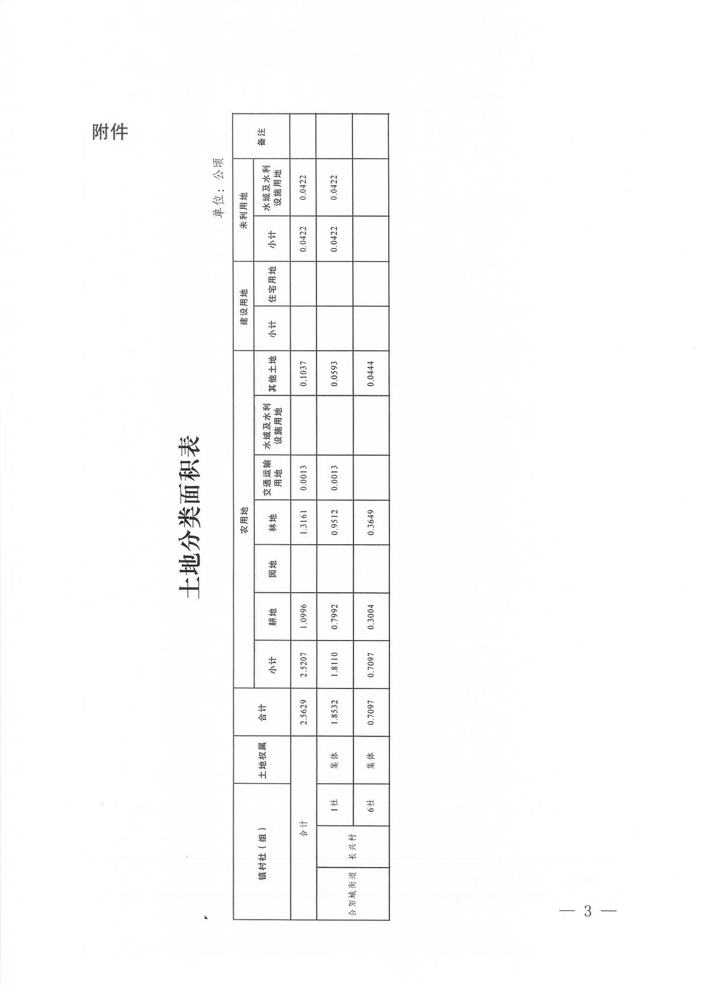 附件
土地分类面积表
单位：公顷
镇村社（组） 土地权属 合计 农用地 建设用地 未利用地 备注
小计 耕地 园地 林地 交通运输用地 水域及水利设施用地 其他土地 小计 住宅用地 小计 水域及水利设施用地
合计 2.5629 2.5207 1.0996 1.3161 0.0013 0.1037 0.0422 0.0422
合阳城街道 长兴村 1社 集体 1.8532 1.8110 0.7992 0.9512 0.0013 0.0593 0.0422 0.0422
6社 集体 0.7097 0.7097 0.3004 0.3649 0.0444
— 3 —